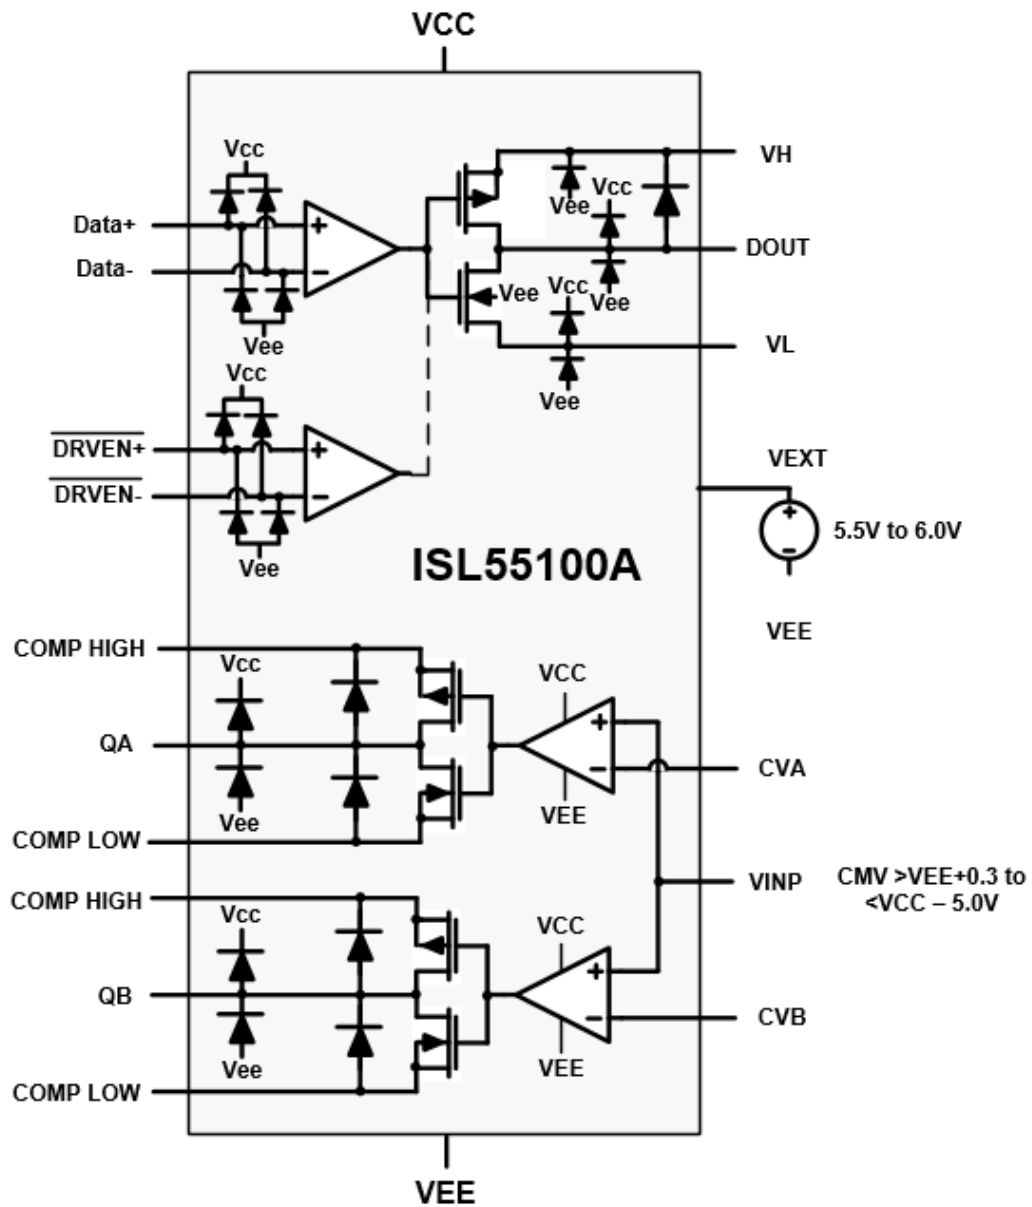 VCC
Vcc
VH
Vee
Vcc
Data+
+
DOUT
Data-
−
Vee
Vcc
Vee
Vee
VL
Vcc
Vee
DRVEN+
+
VEXT
DRVEN-
−
+
5.5V to 6.0V
−
Vee
ISL55100A
VEE
COMP HIGH
Vcc
VCC
+
QA
−
CVA
Vee
VEE
COMP LOW
VINP
CMV >VEE+0.3 to
<VCC – 5.0V
COMP HIGH
Vcc
VCC
+
QB
−
CVB
Vee
VEE
COMP LOW
VEE